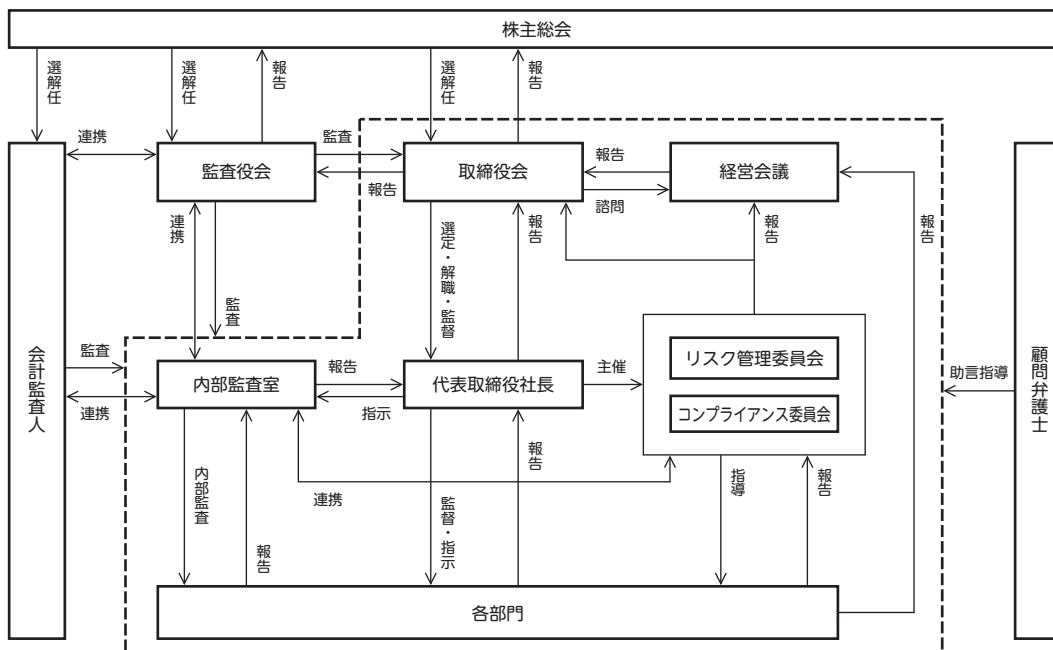 株主総会
選解任
選解任
報告
選解任
報告
連携
監査役会
監査
報告
取締役会
報告
諮問
経営会議
連携
監査
選定・解職・監督
報告
報告
報告
会計監査人
監査
連携
内部監査室
報告
指示
代表取締役社長
主催
リスク管理委員会
コンプライアンス委員会
助言指導
顧問弁護士
内部監査
報告
連携
監督・指示
報告
指導
報告
各部門